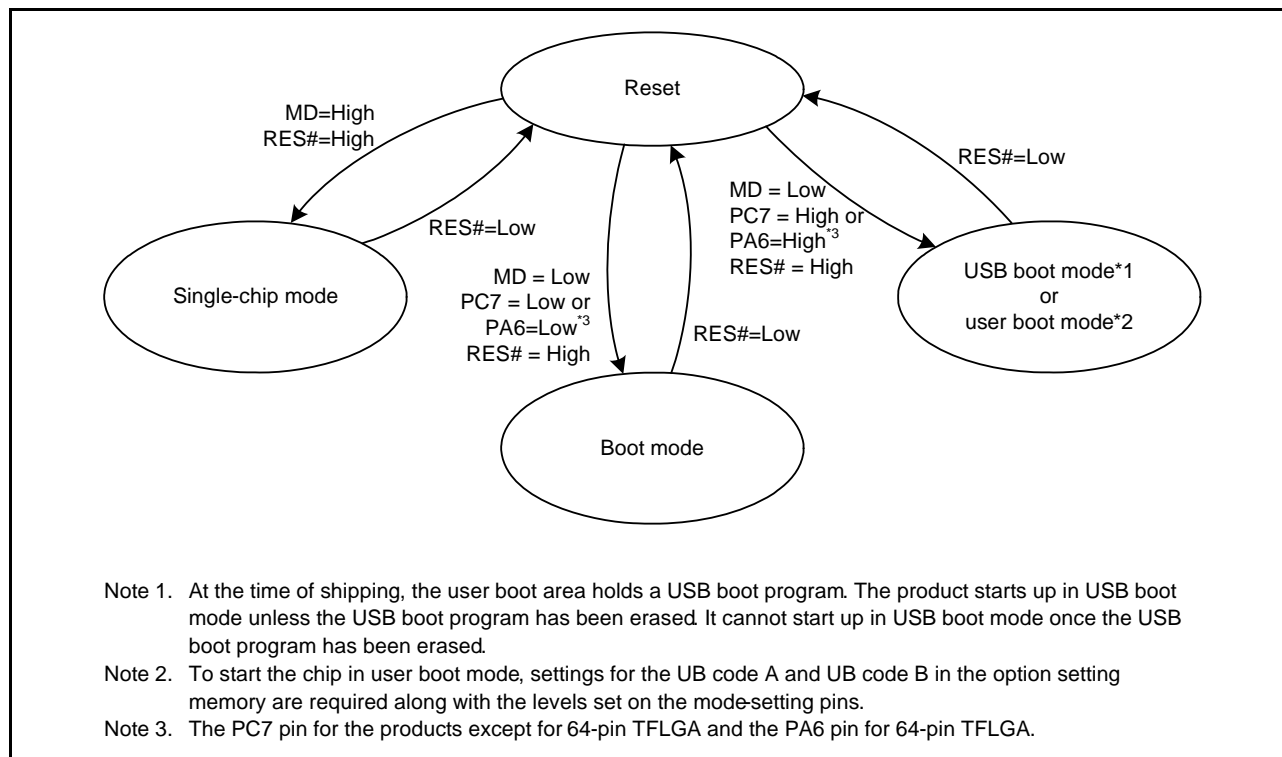 Reset
MD=High
RES#=High
RES#=Low
RES#=Low
MD = Low
PC7 = High or
PA6=High*3
RES# = High
Single-chip mode
MD = Low
PC7 = Low or
PA6=Low*3
RES# = High
RES#=Low
USB boot mode*1
or
user boot mode*2
Boot mode
Note 1. At the time of shipping, the user boot area holds a USB boot program. The product starts up in USB boot
mode unless the USB boot program has been erased. It cannot start up in USB boot mode once the USB
boot program has been erased.
Note 2. To start the chip in user boot mode, settings for the UB code A and UB code B in the option setting
memory are required along with the levels set on the mode-setting pins.
Note 3. The PC7 pin for the products except for 64-pin TFLGA and the PA6 pin for 64-pin TFLGA.